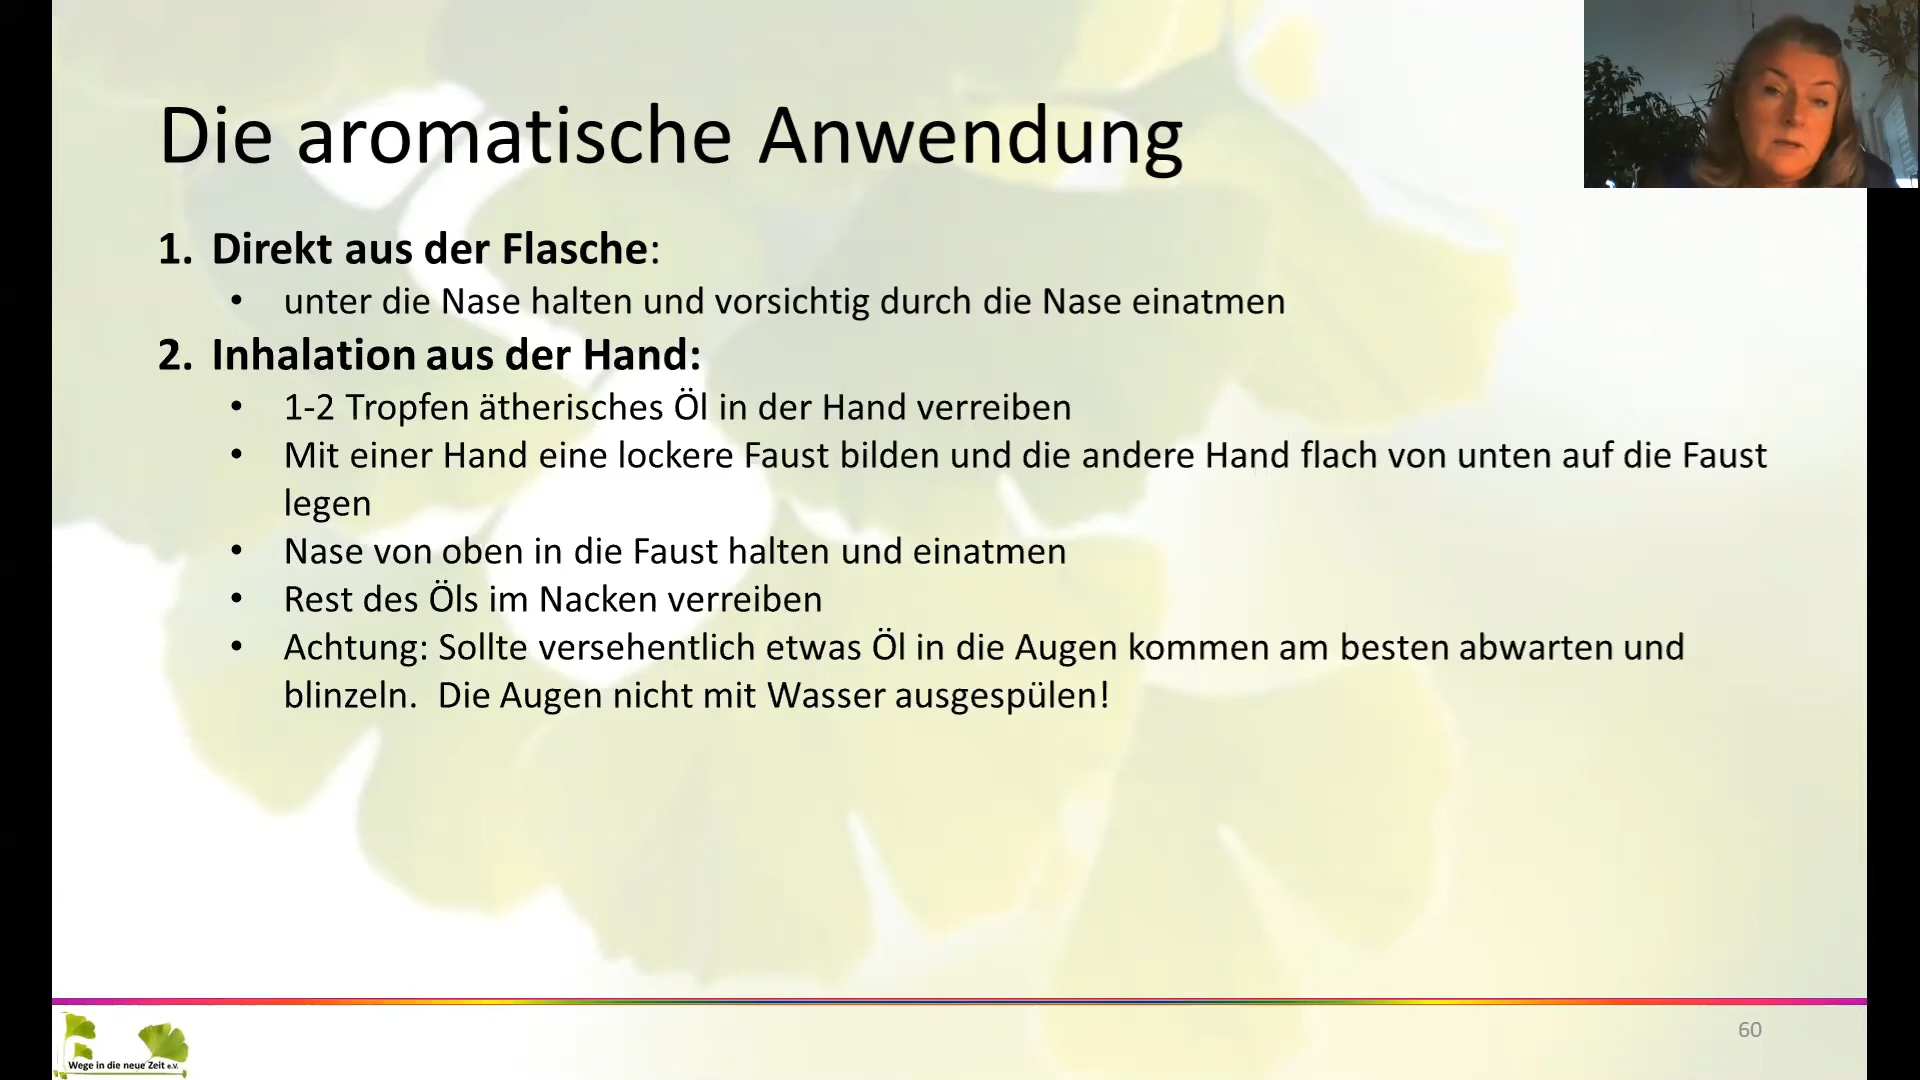 Die aromatische Anwendung
1. Direkt aus der Flasche:
• unter die Nase halten und vorsichtig durch die Nase einatmen
2. Inhalation aus der Hand:
• 1-2 Tropfen ätherisches Öl in der Hand verreiben
• Mit einer Hand eine lockere Faust bilden und die andere Hand flach von unten auf die Faust
legen
• Nase von oben in die Faust halten und einatmen
• Rest des Öls im Nacken verreiben
• Achtung: Sollte versehentlich etwas Öl in die Augen kommen am besten abwarten und
blinzeln.  Die Augen nicht mit Wasser ausgespülen!
60
Wege in die neue Zeit e.V.